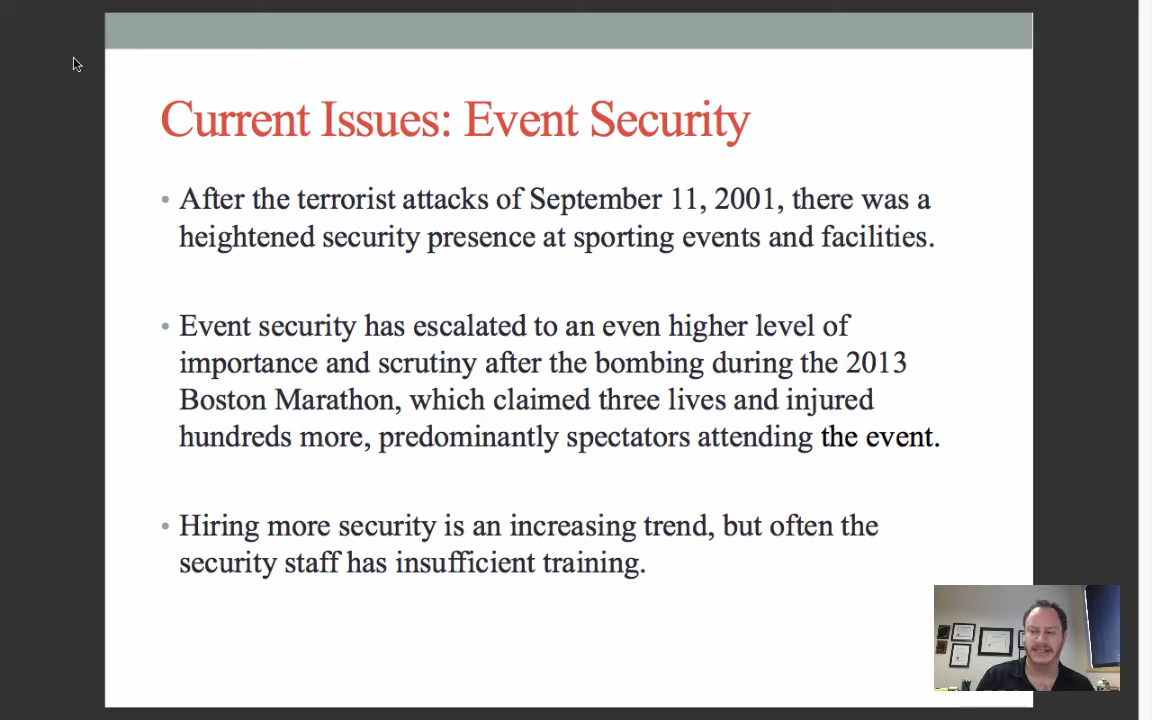 Current Issues: Event Security
• After the terrorist attacks of September 11, 2001, there was a
heightened security presence at sporting events and facilities.
• Event security has escalated to an even higher level of
importance and scrutiny after the bombing during the 2013
Boston Marathon, which claimed three lives and injured
hundreds more, predominantly spectators attending the event.
• Hiring more security is an increasing trend, but often the
security staff has insufficient training.